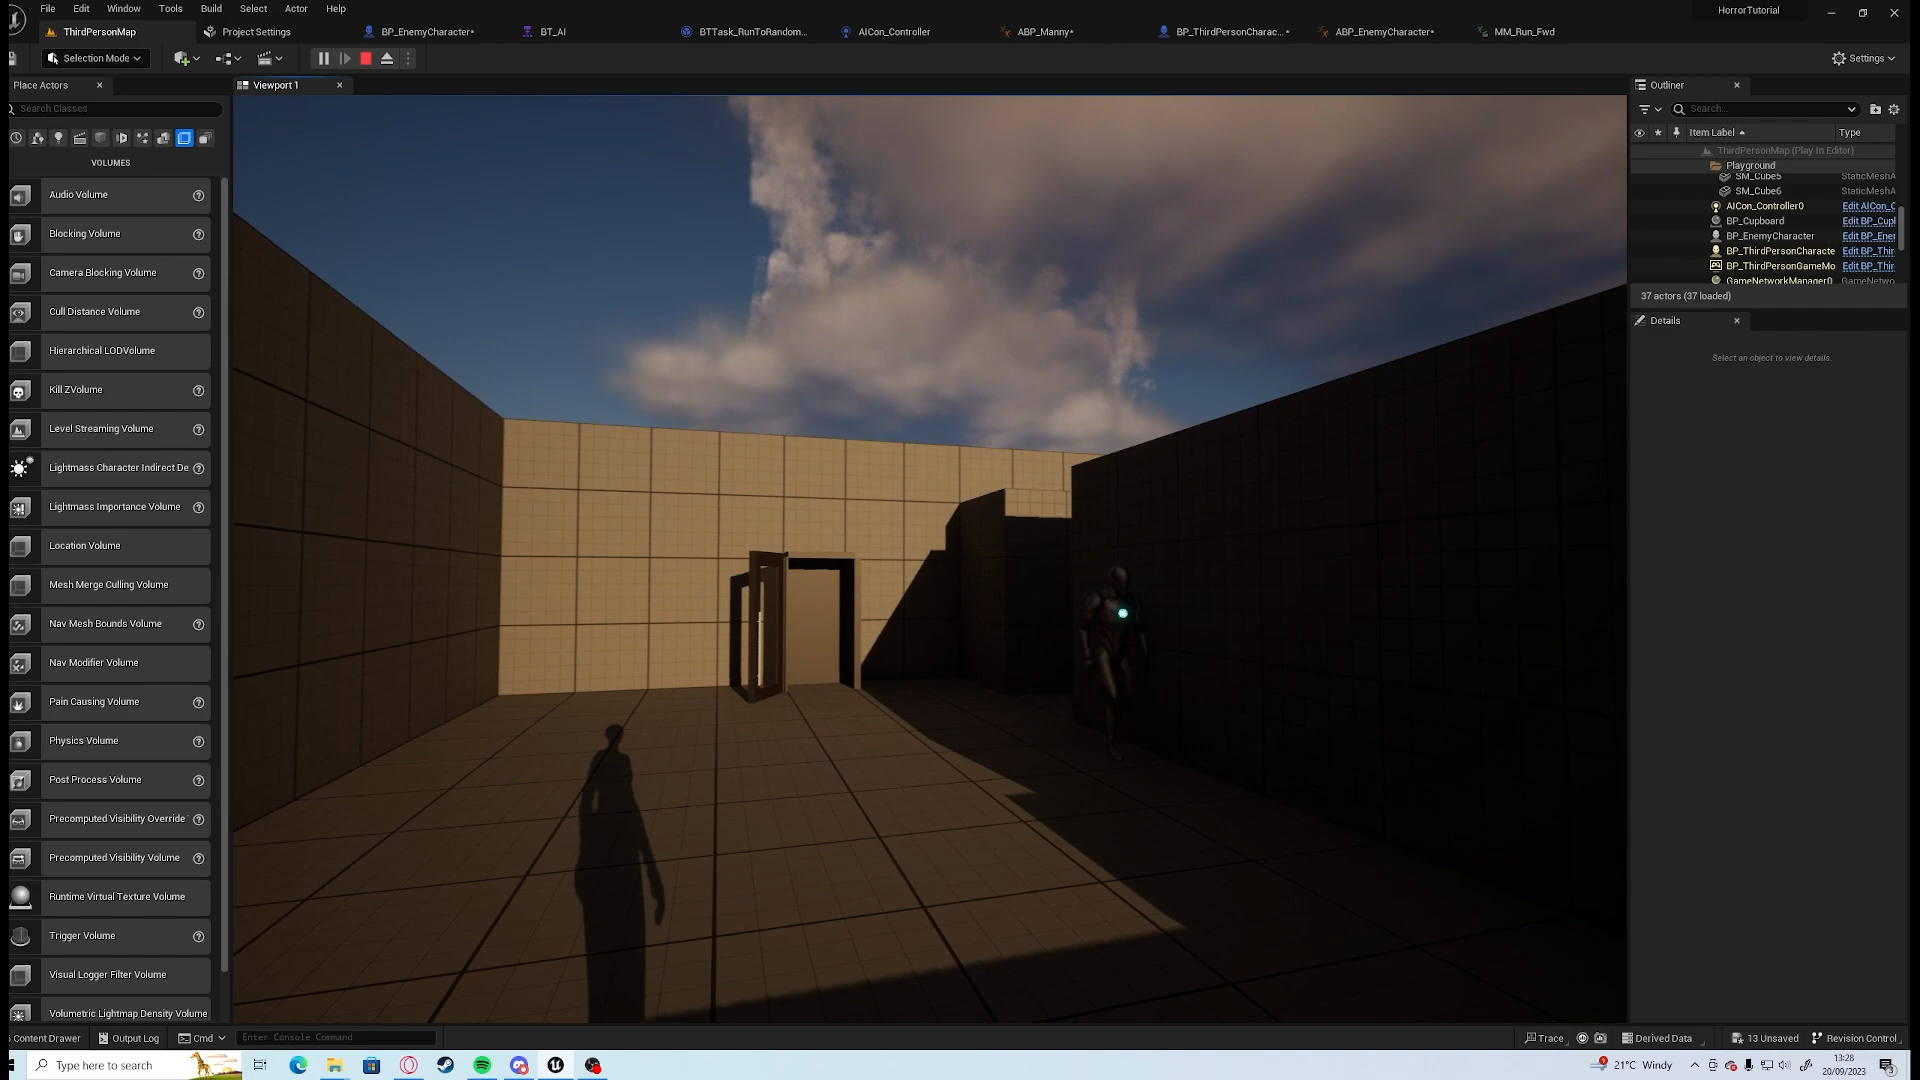 File Edit Window Tools Build Select Actor Help
HorrorTutorial
ThirdPersonMap
Project Settings
BP_EnemyCharacter*
BT_AI
BTTask_RunToRandom...
AICon_Controller
ABP_Manny*
BP_ThirdPersonCharac...*
ABP_EnemyCharacter*
MM_Run_Fwd
Selection Mode
Settings
Place Actors
Viewport 1
Outliner
Search Classes
Search...
Item Label
Type
VOLUMES
ThirdPersonMap (Play In Editor)
Playground
SM_Cube5 StaticMeshA
SM_Cube6 StaticMeshA
AICon_Controller0 Edit AICon_C
BP_Cupboard Edit BP_Cupl
BP_EnemyCharacter Edit BP_Ener
BP_ThirdPersonCharacte Edit BP_Thir
BP_ThirdPersonGameMo Edit BP_Thir
GameNetworkManager0 GameNetwo
37 actors (37 loaded)
Details
Select an object to view details.
Audio Volume
Blocking Volume
Camera Blocking Volume
Cull Distance Volume
Hierarchical LODVolume
Kill ZVolume
Level Streaming Volume
Lightmass Character Indirect De
Lightmass Importance Volume
Location Volume
Mesh Merge Culling Volume
Nav Mesh Bounds Volume
Nav Modifier Volume
Pain Causing Volume
Physics Volume
Post Process Volume
Precomputed Visibility Override
Precomputed Visibility Volume
Runtime Virtual Texture Volume
Trigger Volume
Visual Logger Filter Volume
Volumetric Lightmap Density Volume
Content Drawer
Output Log
Cmd
Enter Console Command
Trace
Derived Data
13 Unsaved
Revision Control
Type here to search
1
21°C Windy
13:28
20/09/2023
3